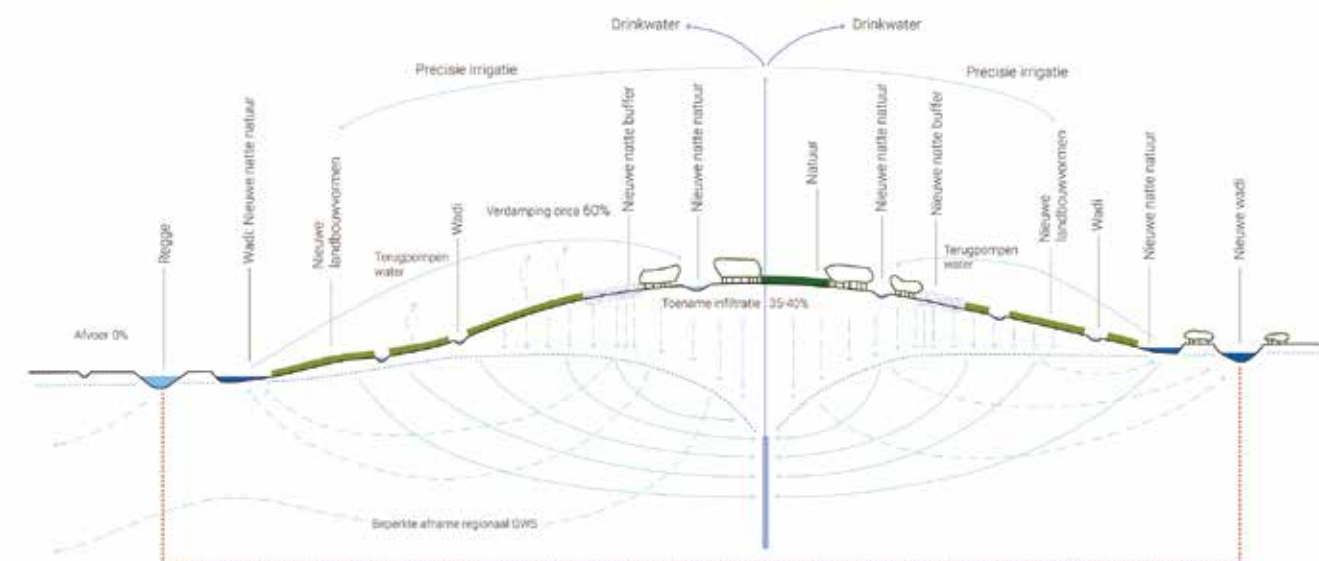 Drinkwater
Drinkwater
Precisie irrigatie
Precisie irrigatie
Regge
Wadi: Nieuwe natte natuur
Nieuwe
landbouwvormen
Wadi
Nieuwe natte buffer
Nieuwe natte natuur
Natuur
Nieuwe natte natuur
Nieuwe natte buffer
Nieuwe
landbouwvormen
Wadi
Nieuwe natte natuur
Nieuwe wadi
Verdamping circa 60%
Terugpompen
water
Terugpompen
water
Toename infiltratie 35-40%
Afvoer 0%
Beperkte afname regionaal GWS